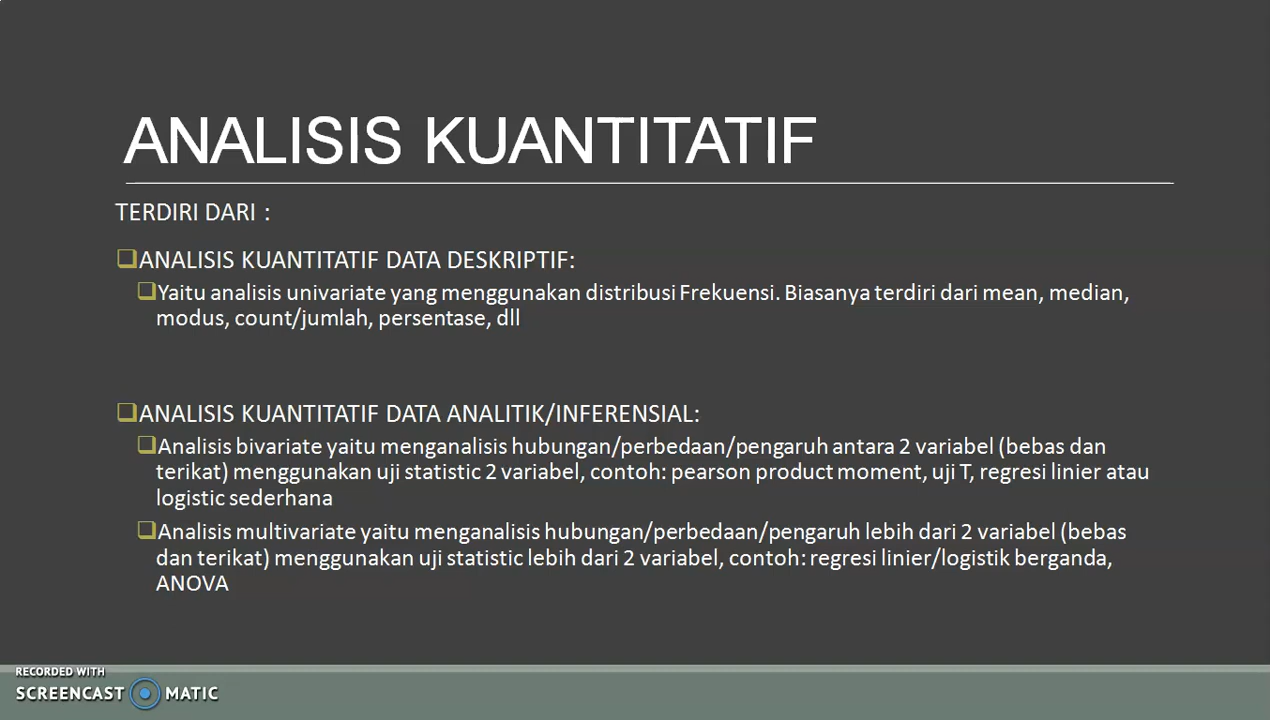 ANALISIS KUANTITATIF
TERDIRI DARI :
ANALISIS KUANTITATIF DATA DESKRIPTIF:
Yaitu analisis univariate yang menggunakan distribusi Frekuensi. Biasanya terdiri dari mean, median,
modus, count/jumlah, persentase, dll
ANALISIS KUANTITATIF DATA ANALITIK/INFERENSIAL:
Analisis bivariate yaitu menganalisis hubungan/perbedaan/pengaruh antara 2 variabel (bebas dan
terikat) menggunakan uji statistic 2 variabel, contoh: pearson product moment, uji T, regresi linier atau
logistic sederhana
Analisis multivariate yaitu menganalisis hubungan/perbedaan/pengaruh lebih dari 2 variabel (bebas
dan terikat) menggunakan uji statistic lebih dari 2 variabel, contoh: regresi linier/logistik berganda,
ANOVA
RECORDED WITH
SCREENCAST MATIC